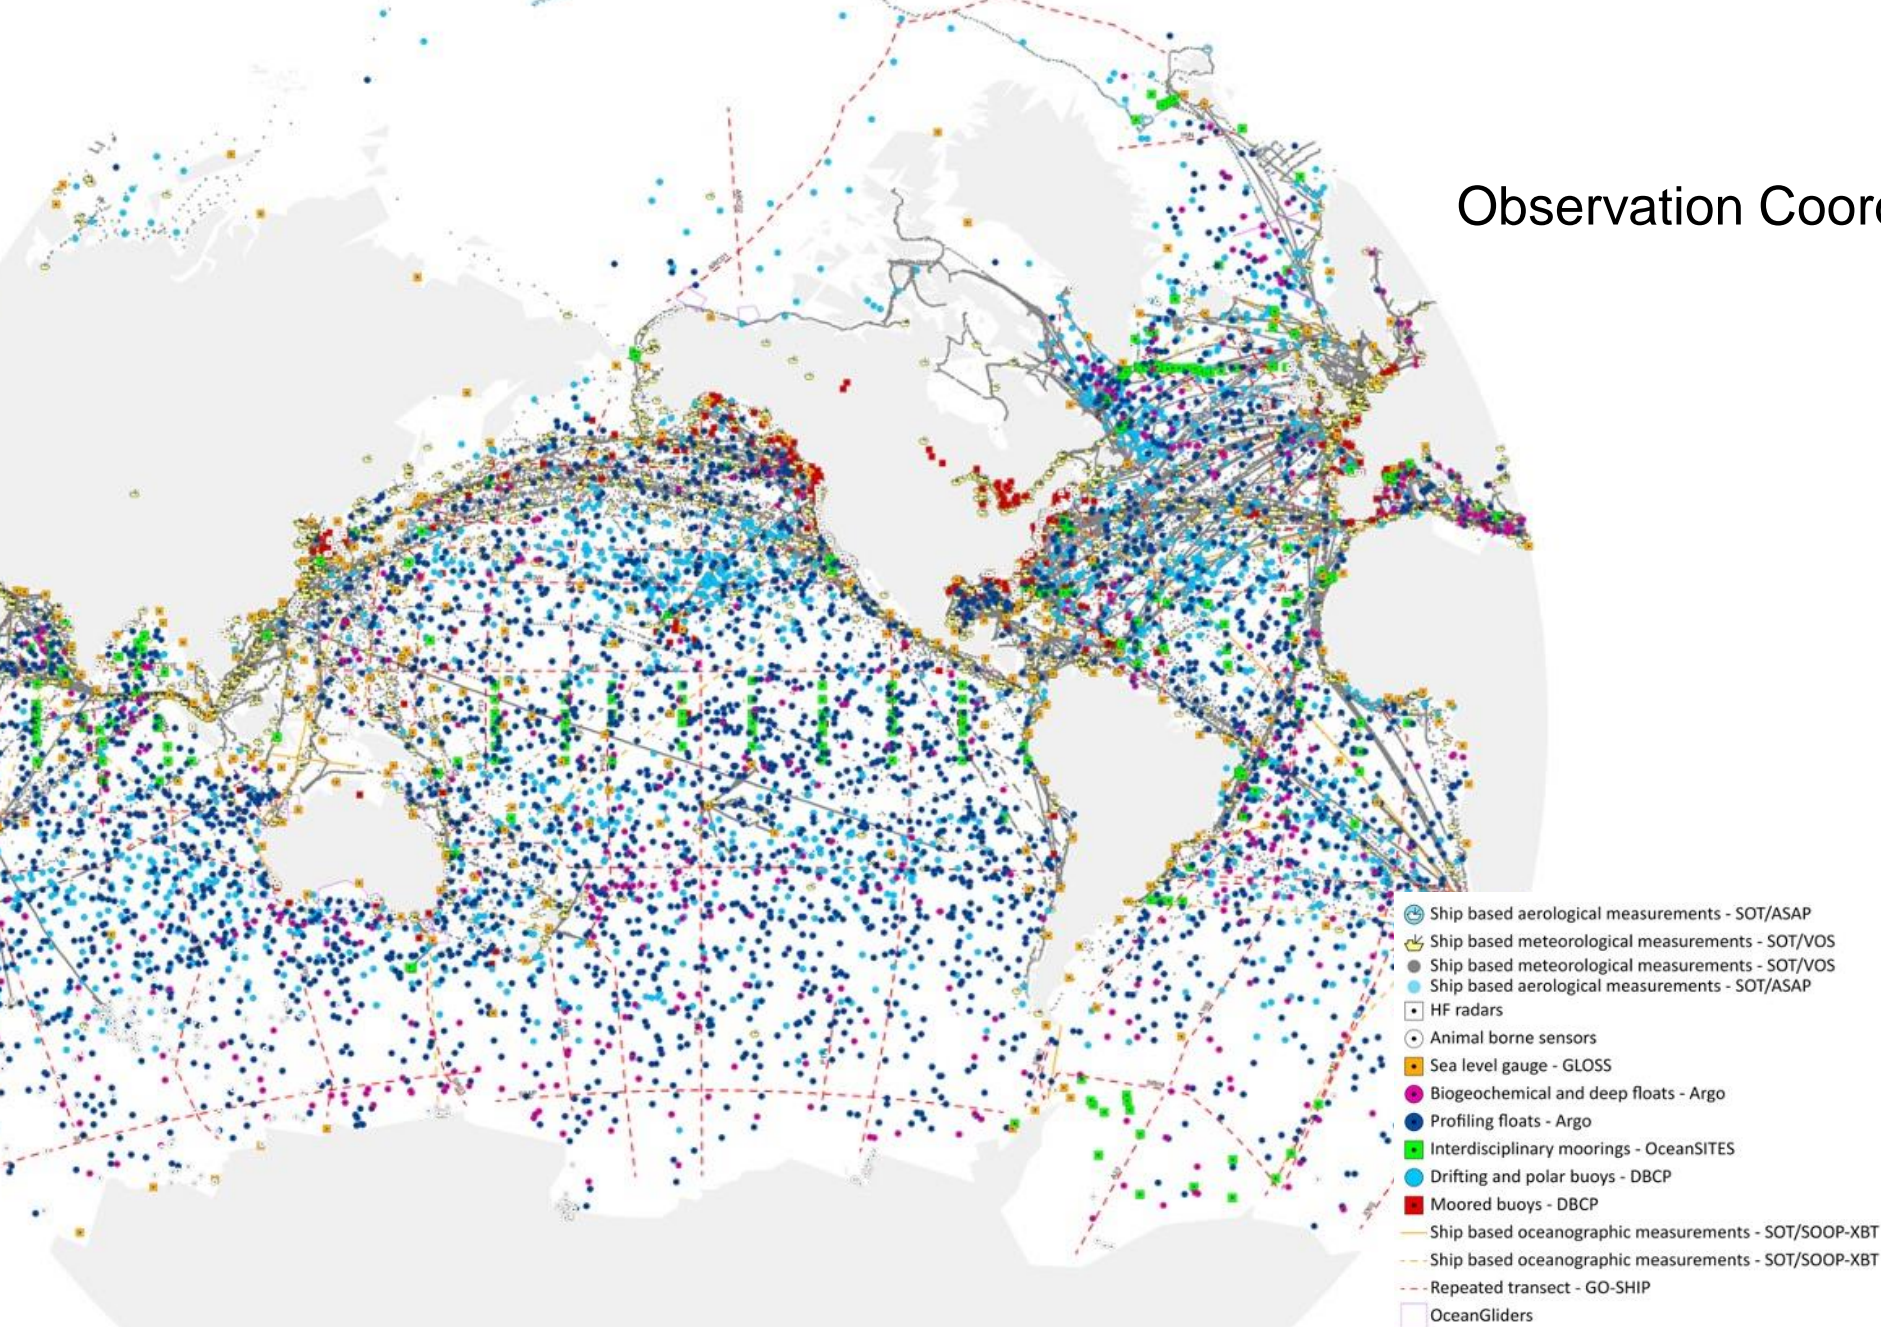 Observation Coor
Ship based aerological measurements - SOT/ASAP
Ship based meteorological measurements - SOT/VOS
Ship based meteorological measurements - SOT/VOS
Ship based aerological measurements - SOT/ASAP
HF radars
Animal borne sensors
Sea level gauge - GLOSS
Biogeochemical and deep floats - Argo
Profiling floats - Argo
Interdisciplinary moorings - OceanSITES
Drifting and polar buoys - DBCP
Moored buoys - DBCP
Ship based oceanographic measurements - SOT/SOOP-XBT
Ship based oceanographic measurements - SOT/SOOP-XBT
Repeated transect - GO-SHIP
OceanGliders